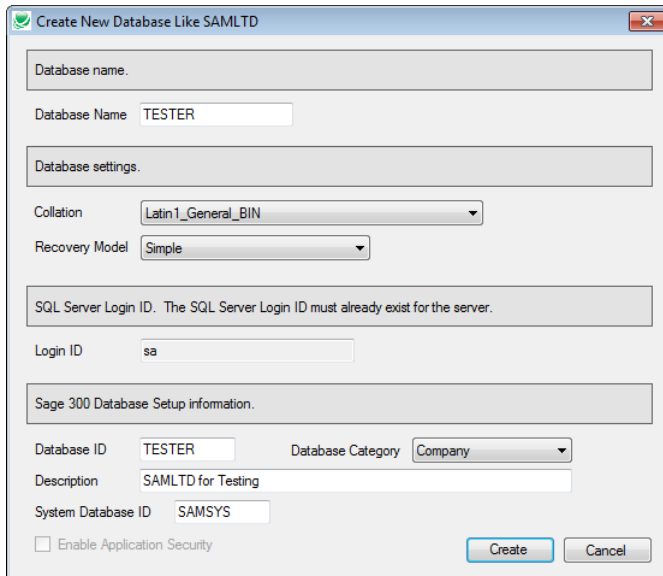 Create New Database Like SAMLTD
Database name.
Database Name TESTER
Database settings.
Collation Latin1_General_BIN
Recovery Model Simple
SQL Server Login ID. The SQL Server Login ID must already exist for the server.
Login ID sa
Sage 300 Database Setup information.
Database ID TESTER Database Category Company
Description SAMLTD for Testing
System Database ID SAMSYS
Enable Application Security Create Cancel